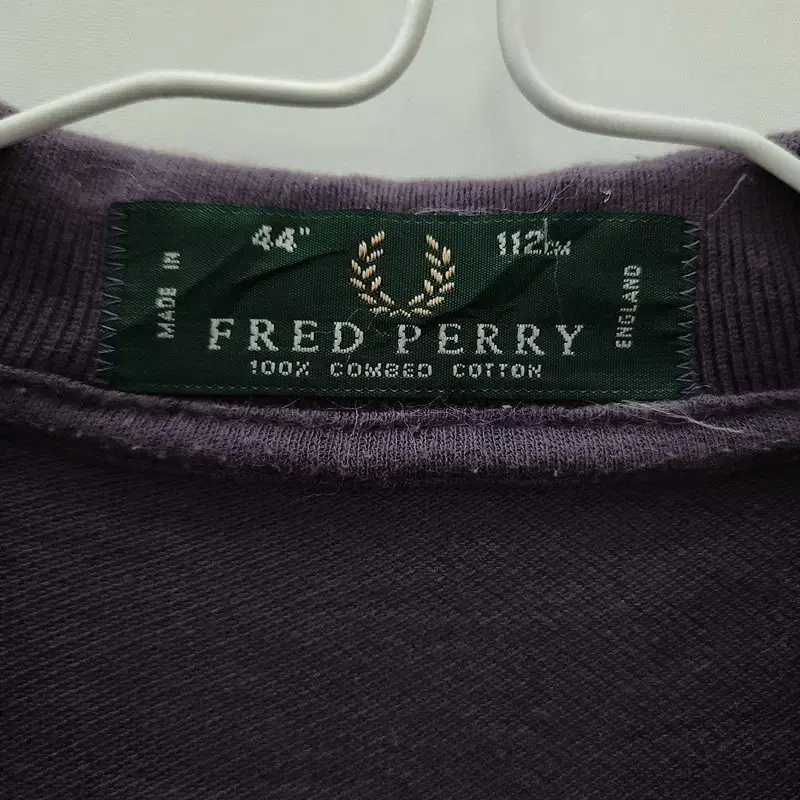 44" 112cm
MADE IN
ENGLAND
FRED PERRY
100% COMBED COTTON